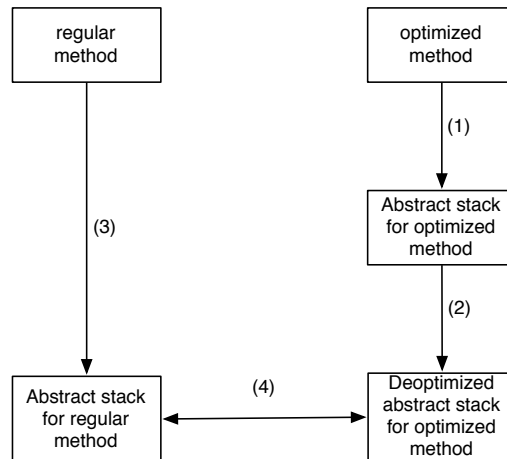 regular
method
optimized
method
(1)
Abstract stack
for optimized
method
(3)
(2)
(4)
Abstract stack
for regular
method
Deoptimized
abstract stack
for optimized
method